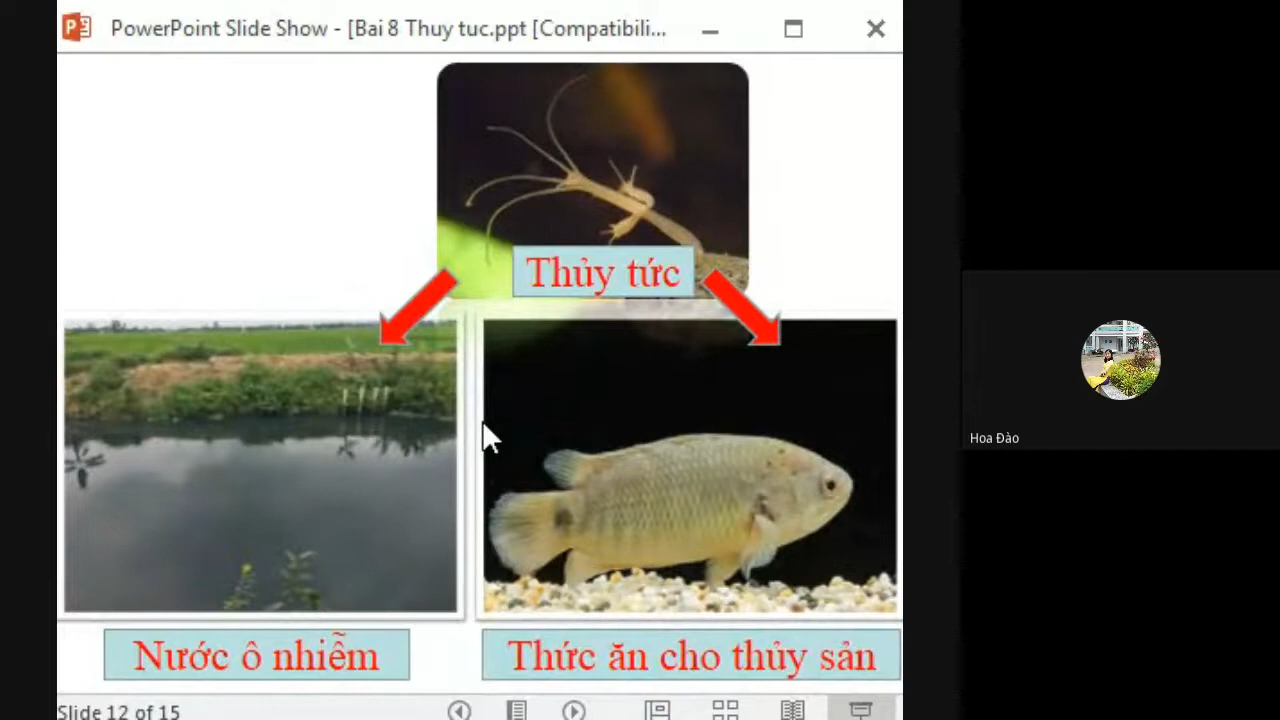 PowerPoint Slide Show - [Bai 8 Thuy tuc.ppt [Compatibili...
Thủy tức
Hoa Đào
Nước ô nhiễm
Thức ăn cho thủy sản
Slide 12 of 15